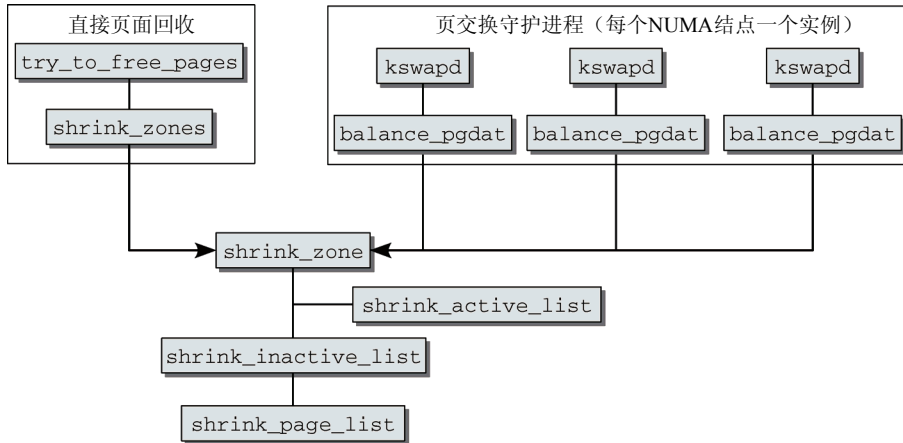 直接页面回收
try_to_free_pages
shrink_zones
页交换守护进程（每个NUMA结点一个实例）
kswapd
kswapd
kswapd
balance_pgdat
balance_pgdat
balance_pgdat
shrink_zone
shrink_active_list
shrink_inactive_list
shrink_page_list